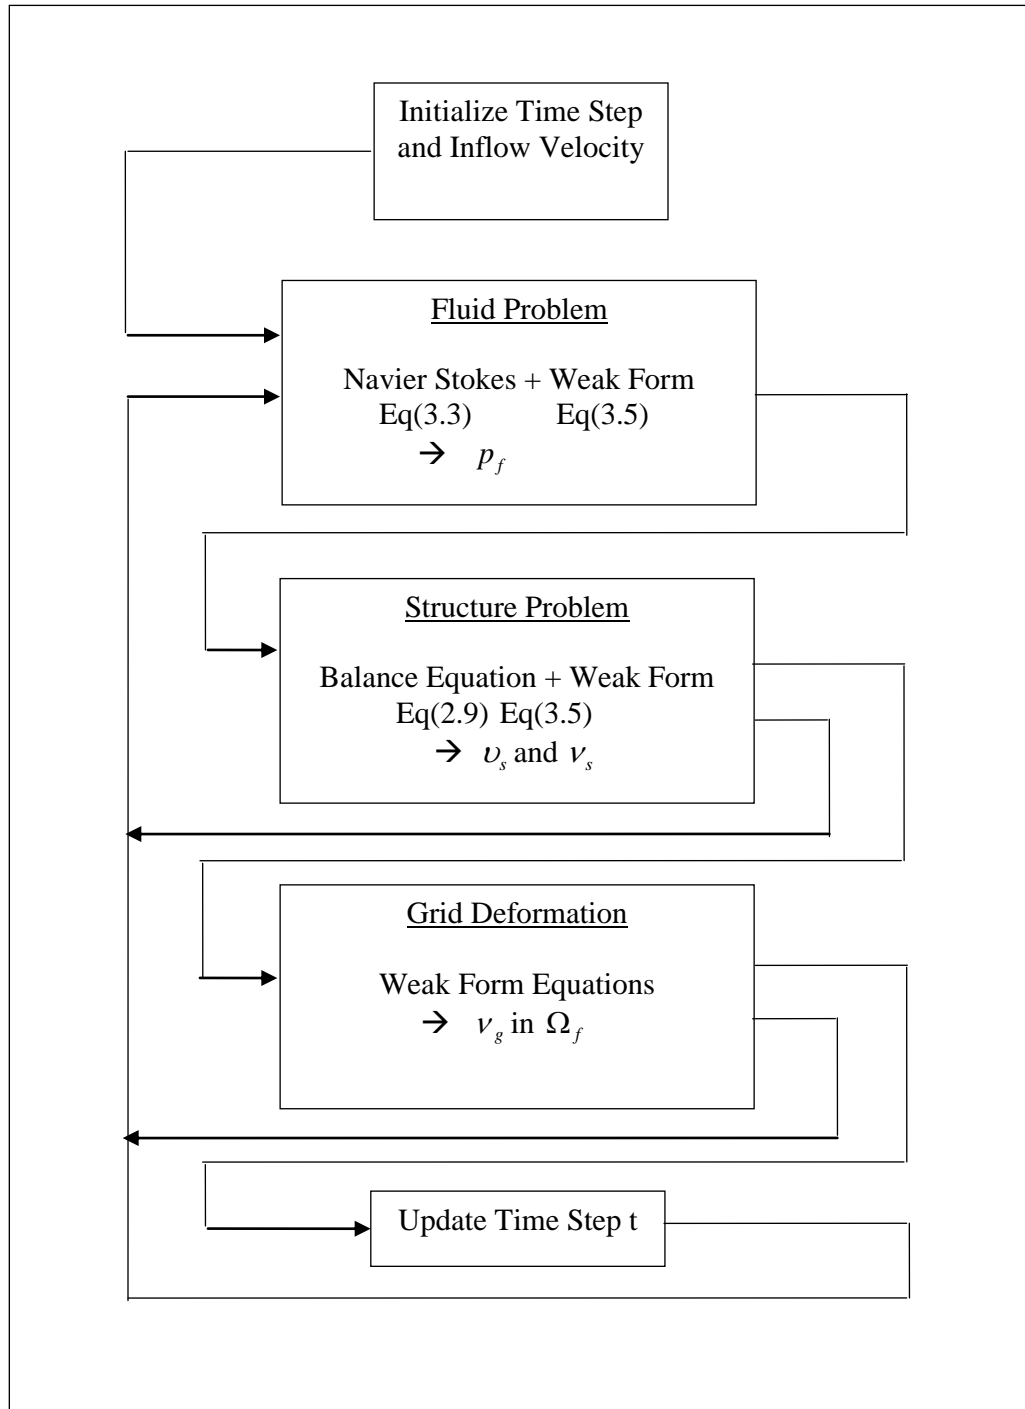 Initialize Time Step
and Inflow Velocity
Fluid Problem
Navier Stokes + Weak Form
Eq(3.3) Eq(3.5)
→ p_f
Structure Problem
Balance Equation + Weak Form
Eq(2.9) Eq(3.5)
→ υ_s and ν_s
Grid Deformation
Weak Form Equations
→ ν_g in Ω_f
Update Time Step t